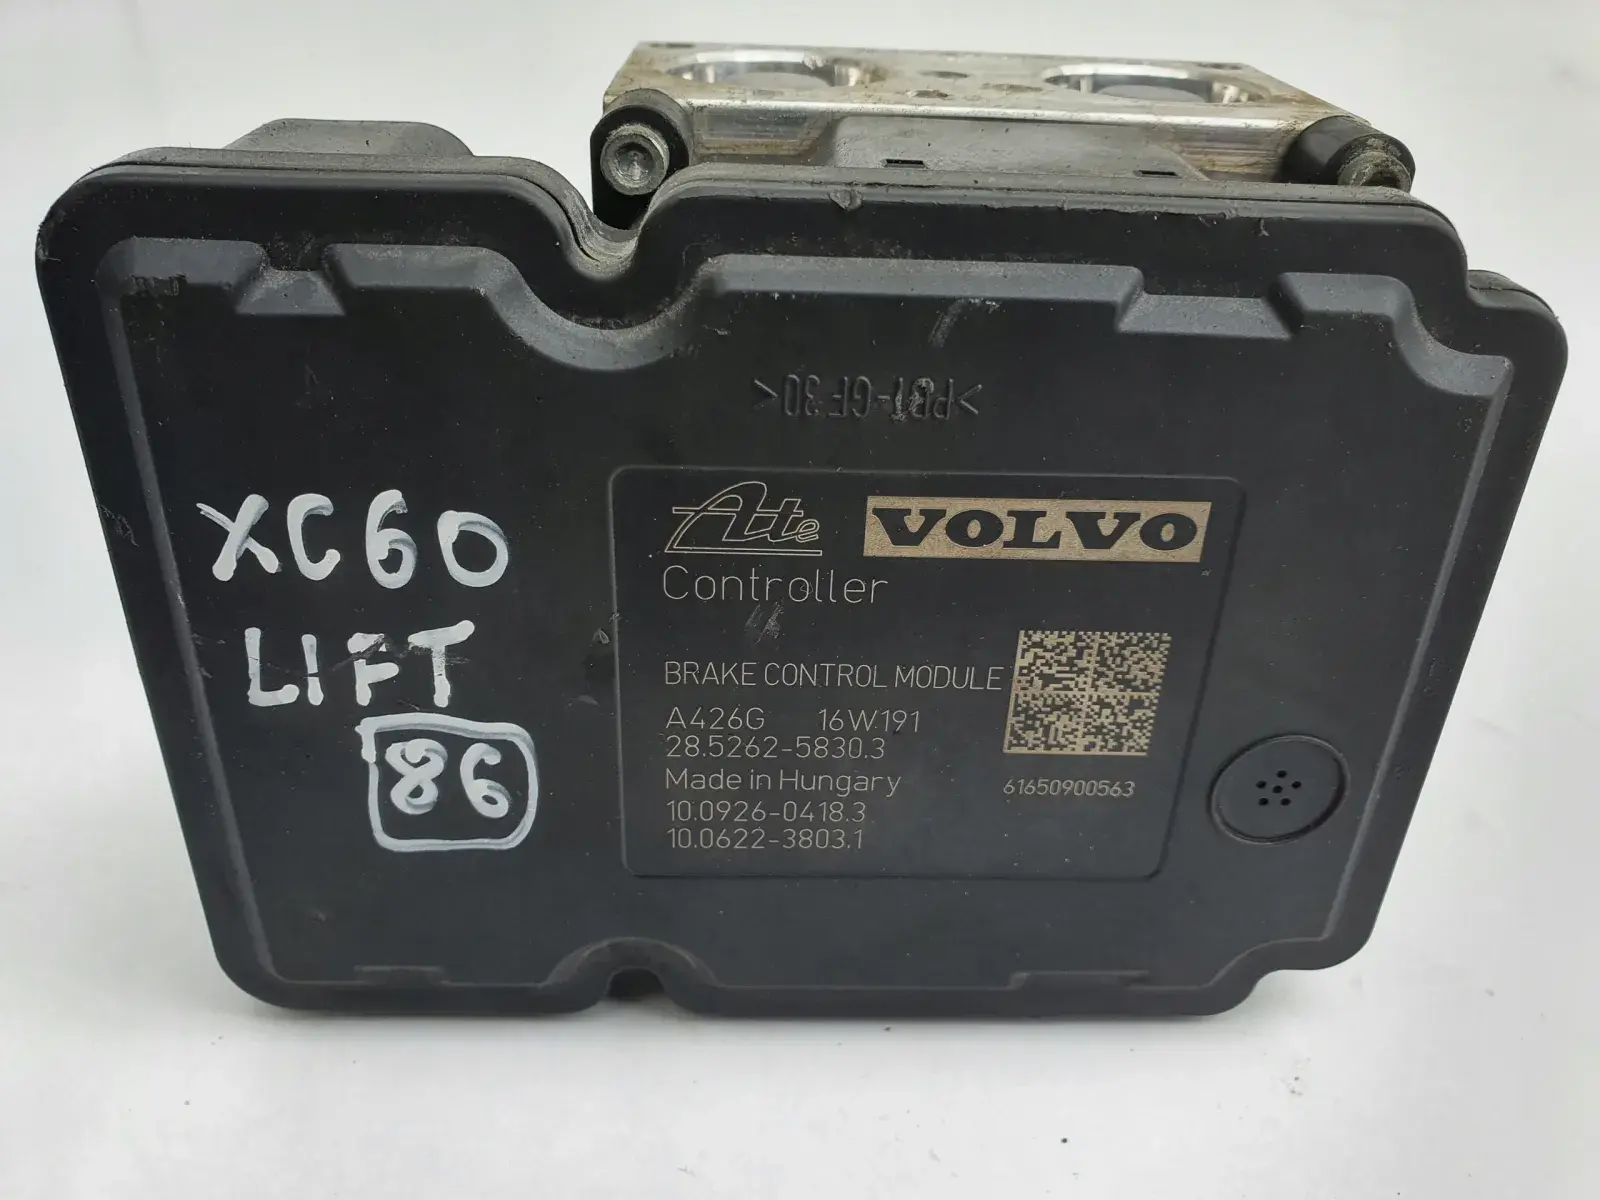 >PBT-GF30<
XC60
LIFT
86
Ate VOLVO
Controller
BRAKE CONTROL MODULE
A426G 16W191
28.5262-5830.3
Made in Hungary
61650900563
10.0926-0418.3
10.0622-3803.1